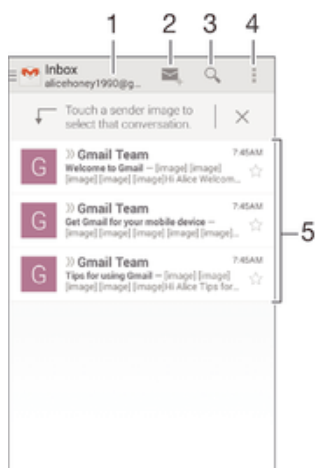 1
2
3
4
Inbox
alicehoney1990@g...
Touch a sender image to
select that conversation.
G
» Gmail Team
7:45AM
Welcome to Gmail – [image] [image]
[image] [image] [image]Hi Alice Welcom...
G
» Gmail Team
7:45AM
Get Gmail for your mobile device –
[image] [image] [image] [image] [image]...
G
» Gmail Team
7:45AM
Tips for using Gmail – [image] [image]
[image] [image] [image]Hi Alice Tips for...
5